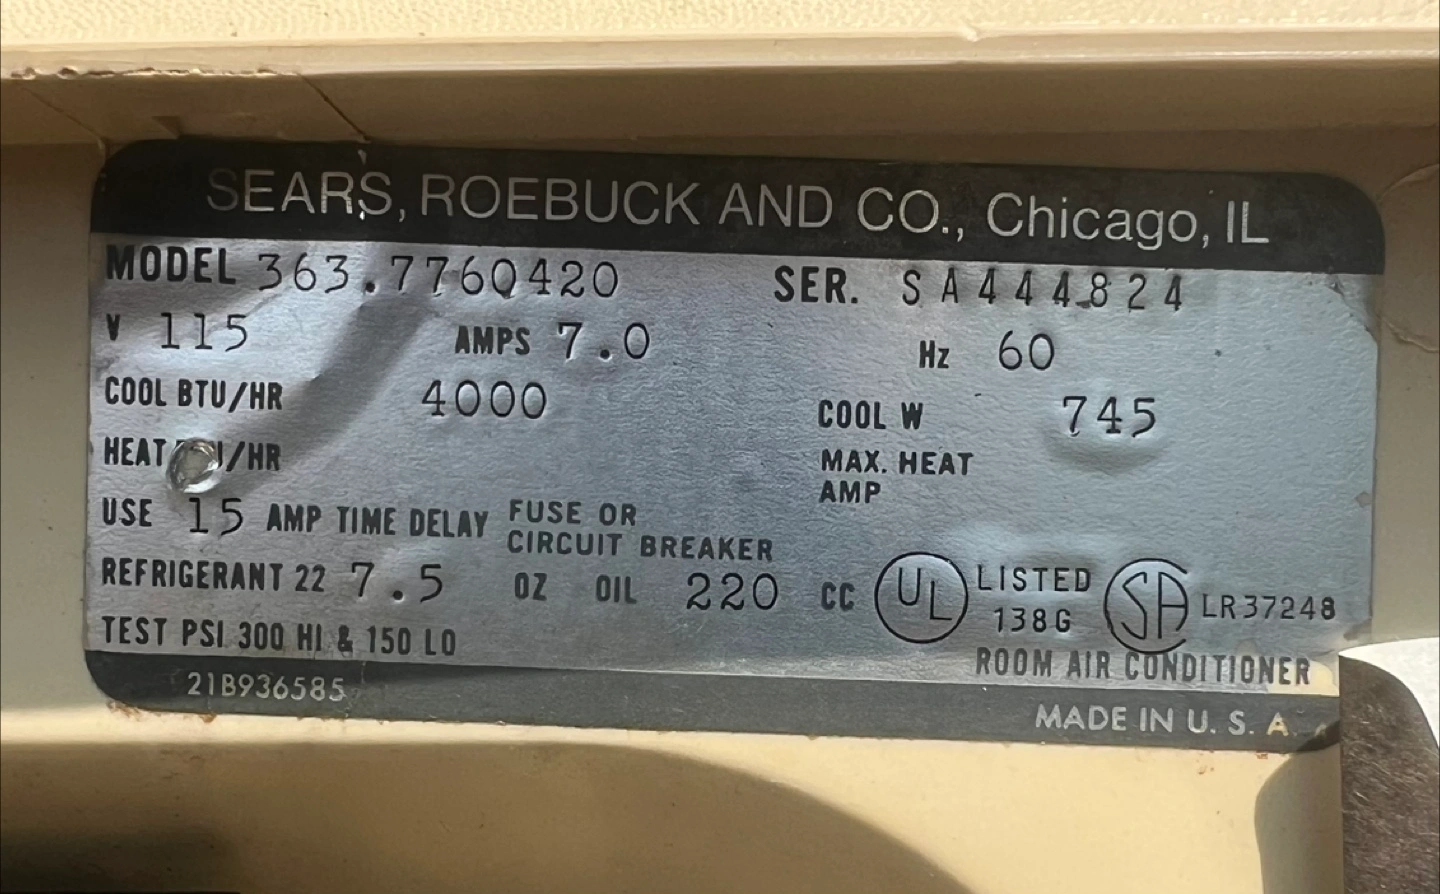 SEARS, ROEBUCK AND CO., Chicago, IL
MODEL 363.7760420 SER. SA444824
V 115 AMPS 7.0 Hz 60
COOL BTU/HR 4000 COOL W 745
HEAT /HR MAX. HEAT
AMP
USE 15 AMP TIME DELAY FUSE OR
CIRCUIT BREAKER
REFRIGERANT 22 7.5 OZ OIL 220 CC UL LISTED
138G SA LR37248
TEST PSI 300 HI & 150 LO
ROOM AIR CONDITIONER
21B936585
MADE IN U. S. A.